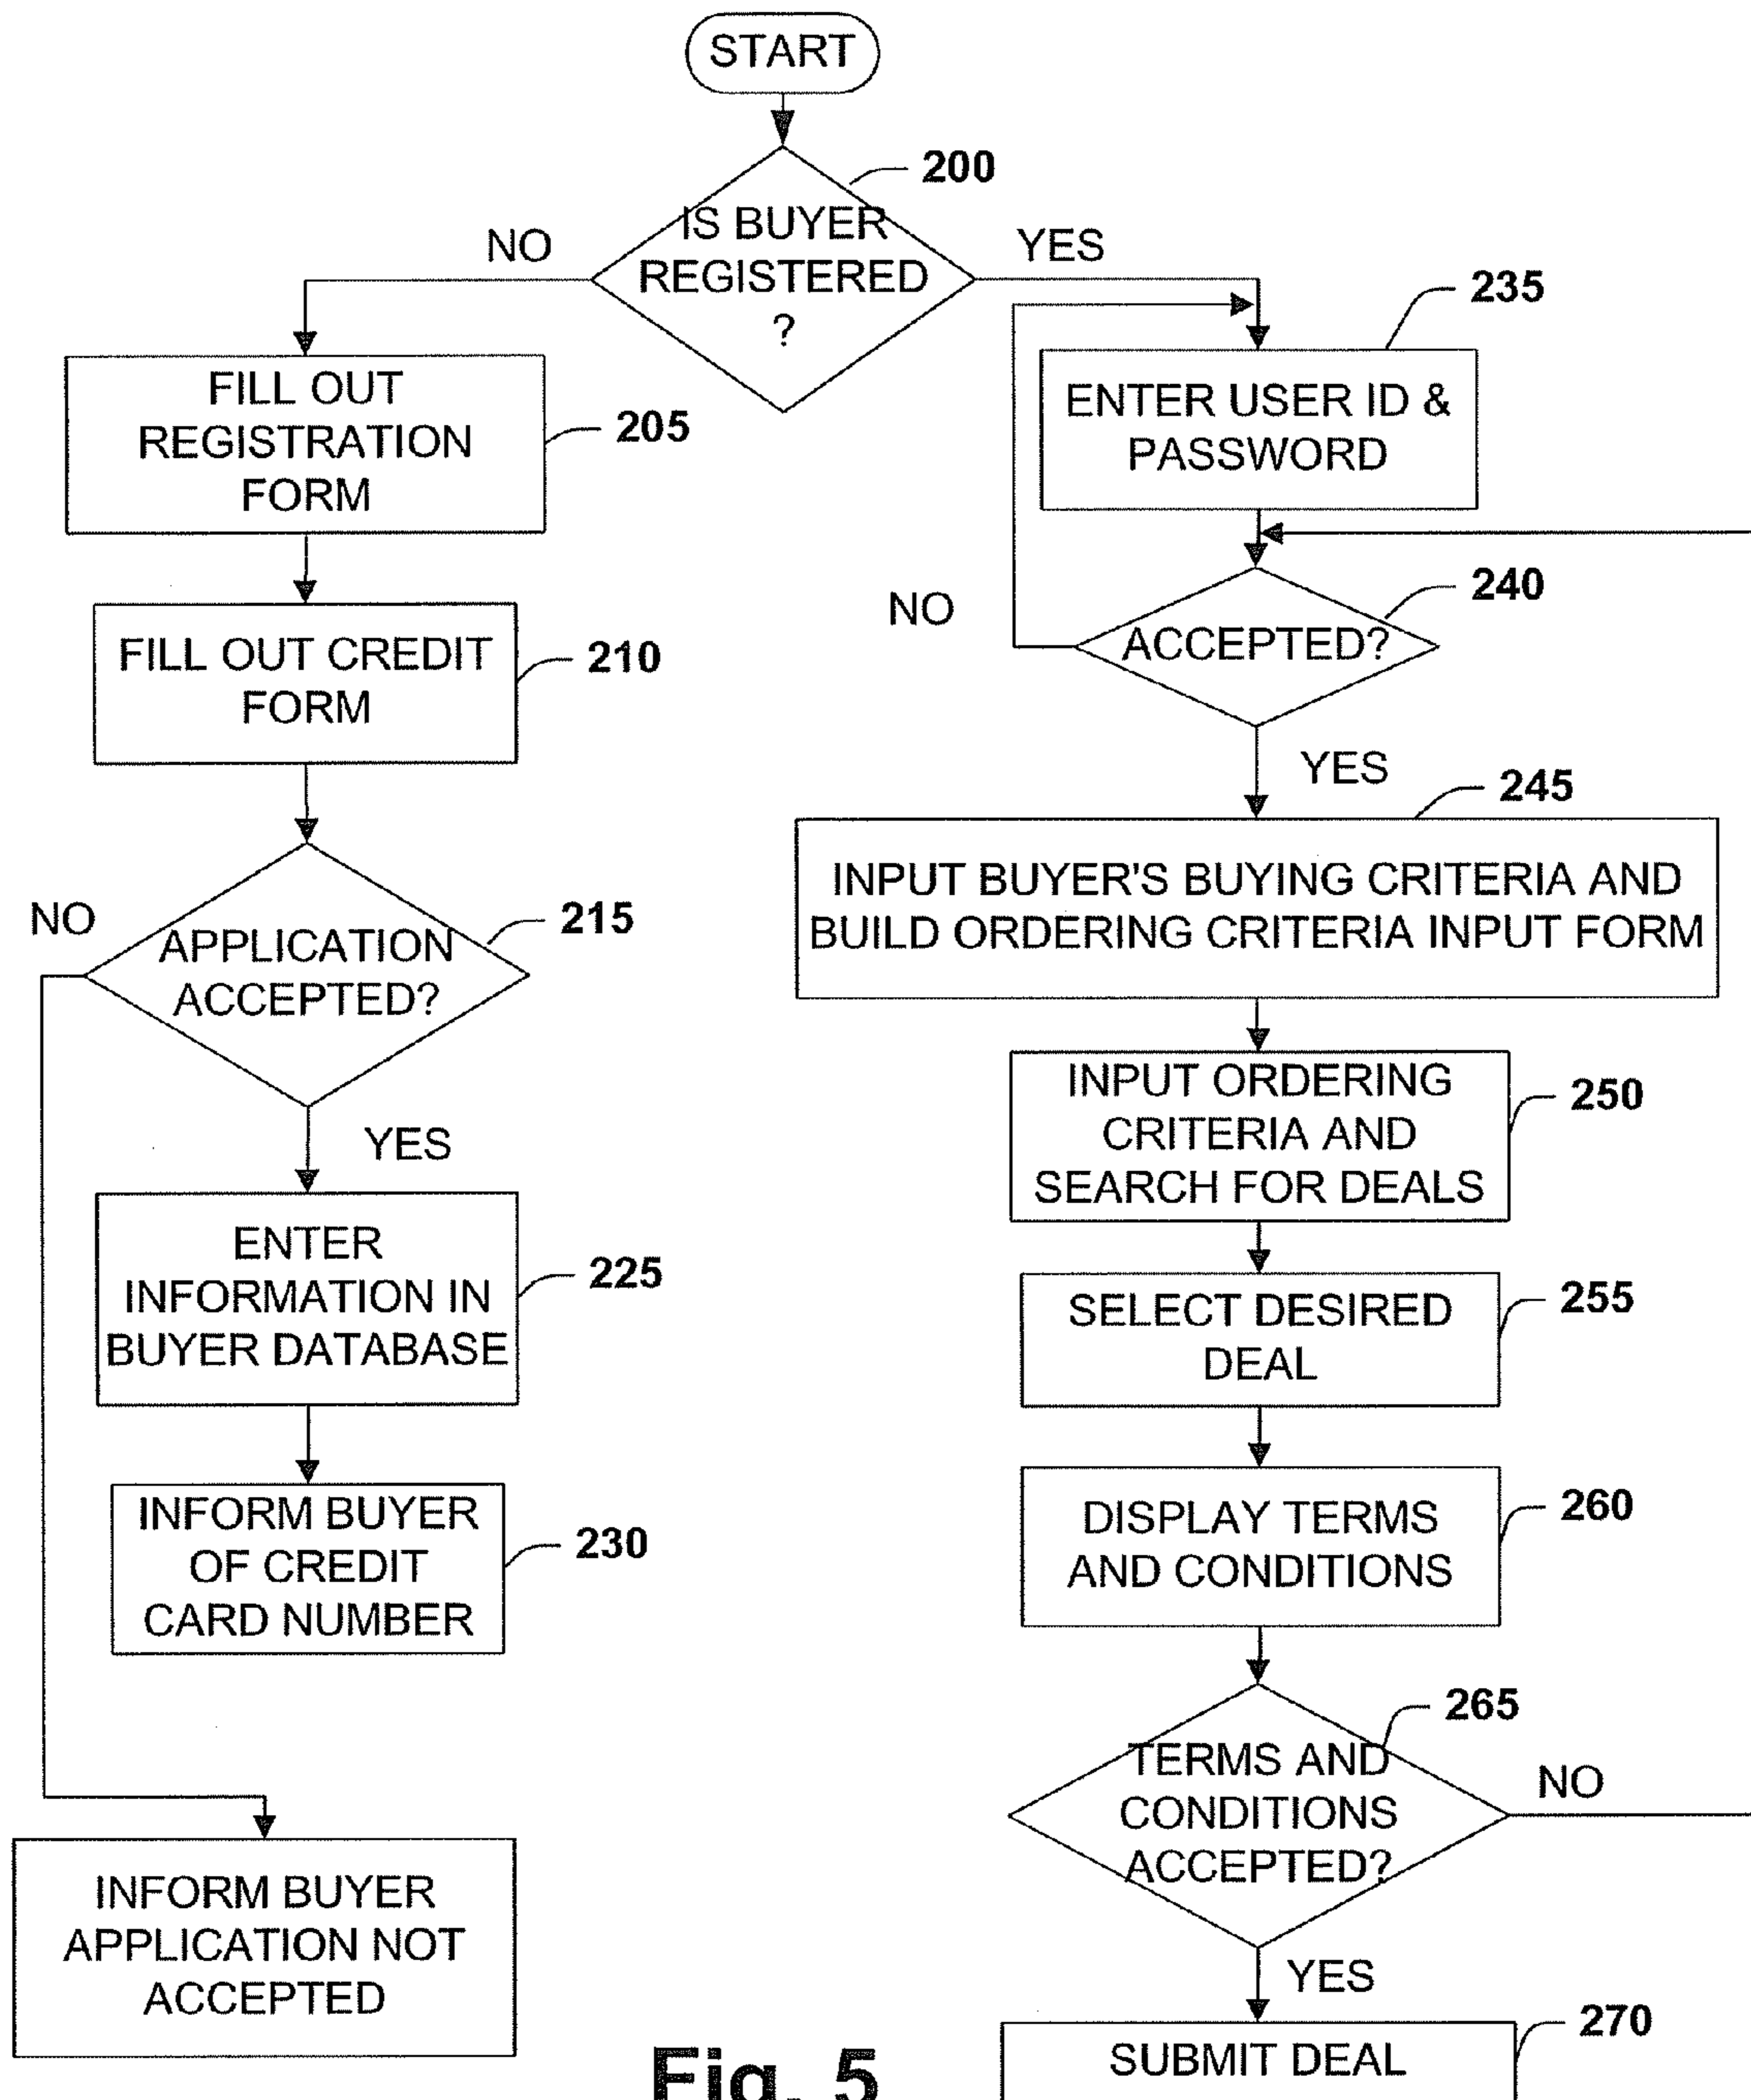 START
200
IS BUYER
REGISTERED
?
NO
YES
FILL OUT
REGISTRATION
FORM
205
235
ENTER USER ID &
PASSWORD
FILL OUT CREDIT
FORM
210
240
ACCEPTED?
NO
YES
215
APPLICATION
ACCEPTED?
NO
YES
245
INPUT BUYER'S BUYING CRITERIA AND
BUILD ORDERING CRITERIA INPUT FORM
INPUT ORDERING
CRITERIA AND
SEARCH FOR DEALS
250
ENTER
INFORMATION IN
BUYER DATABASE
225
SELECT DESIRED
DEAL
255
INFORM BUYER
OF CREDIT
CARD NUMBER
230
DISPLAY TERMS
AND CONDITIONS
260
265
TERMS AND
CONDITIONS
ACCEPTED?
NO
YES
INFORM BUYER
APPLICATION NOT
ACCEPTED
270
SUBMIT DEAL
Fig. 5